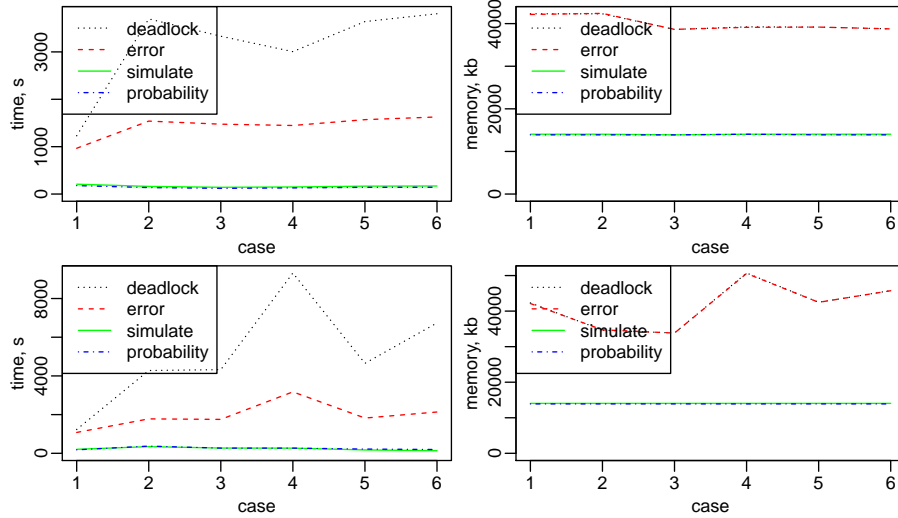 time, s
0 1000 3000
deadlock
error
simulate
probability
1 2 3 4 5 6
case
memory, kb
0 20000 40000
deadlock
error
simulate
probability
1 2 3 4 5 6
case
time, s
0 4000 8000
deadlock
error
simulate
probability
1 2 3 4 5 6
case
memory, kb
0 20000 40000
deadlock
error
simulate
probability
1 2 3 4 5 6
case